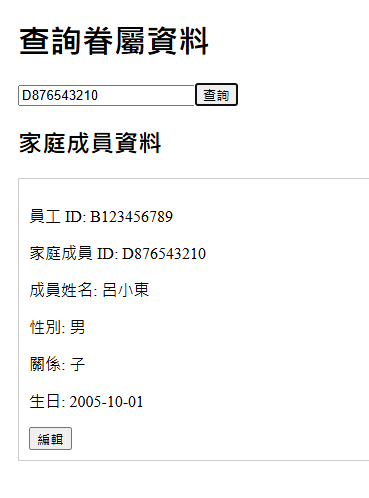 查詢眷屬資料
D876543210 查詢
家庭成員資料
員工 ID: B123456789
家庭成員 ID: D876543210
成員姓名: 呂小東
性別: 男
關係: 子
生日: 2005-10-01
編輯